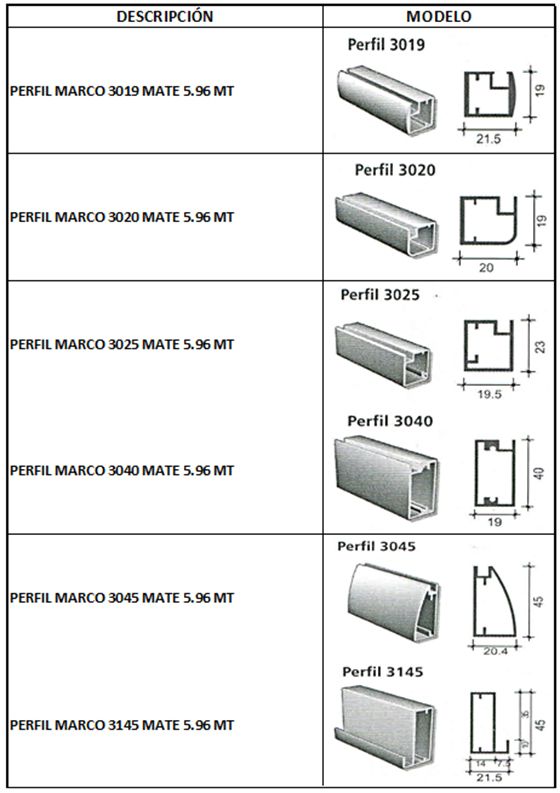 DESCRIPCIÓN MODELO
PERFIL MARCO 3019 MATE 5.96 MT
Perfil 3019
19
21.5
PERFIL MARCO 3020 MATE 5.96 MT
Perfil 3020
19
20
PERFIL MARCO 3025 MATE 5.96 MT
Perfil 3025
23
19.5
PERFIL MARCO 3040 MATE 5.96 MT
Perfil 3040
40
19
PERFIL MARCO 3045 MATE 5.96 MT
Perfil 3045
45
20.4
PERFIL MARCO 3145 MATE 5.96 MT
Perfil 3145
35
45
10
14 7.5
21.5